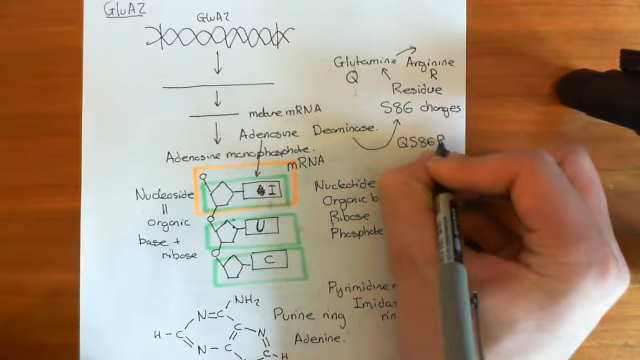 GluA2
GluA2
Glutamine Arginine
Q R
Residue
586 changes
mature mRNA
Adenosine Deaminase.
Q586R
Adenosine monophosphate.
mRNA
I
U
C
Nucleoside
=
organic
base +
ribose
Nucleotide
Organic b
Ribose
Phosphate
Pyrimidine
Imidaz
rin
NH₂
N=C
C
H-C
N
N-C
C
H
Purine ring
Adenine.